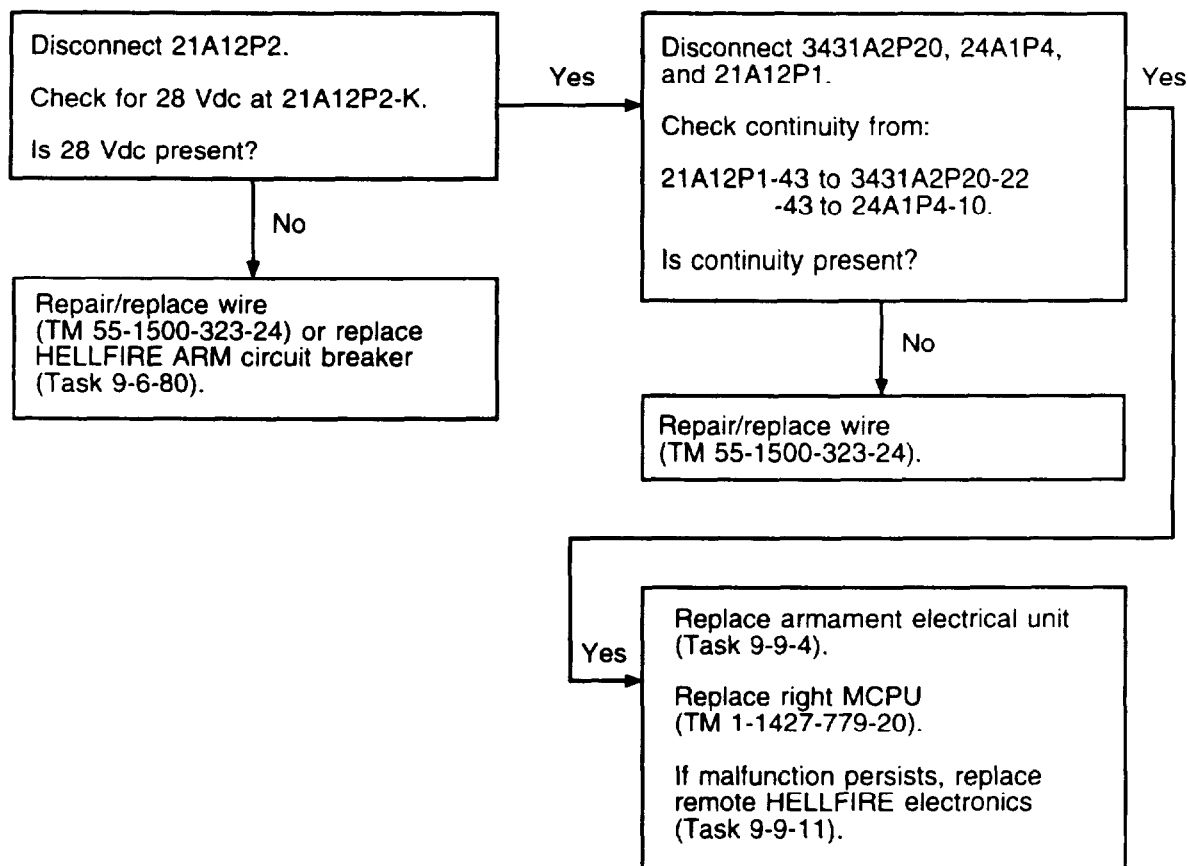 Disconnect 21A12P2.
Check for 28 Vdc at 21A12P2-K.
Is 28 Vdc present?
Yes
Disconnect 3431A2P20, 24A1P4,
and 21A12P1.
Check continuity from:
21A12P1-43 to 3431A2P20-22
-43 to 24A1P4-10.
Is continuity present?
Yes
No
Repair/replace wire
(TM 55-1500-323-24) or replace
HELLFIRE ARM circuit breaker
(Task 9-6-80).
No
Repair/replace wire
(TM 55-1500-323-24).
Yes
Replace armament electrical unit
(Task 9-9-4).
Replace right MCPU
(TM 1-1427-779-20).
If malfunction persists, replace
remote HELLFIRE electronics
(Task 9-9-11).